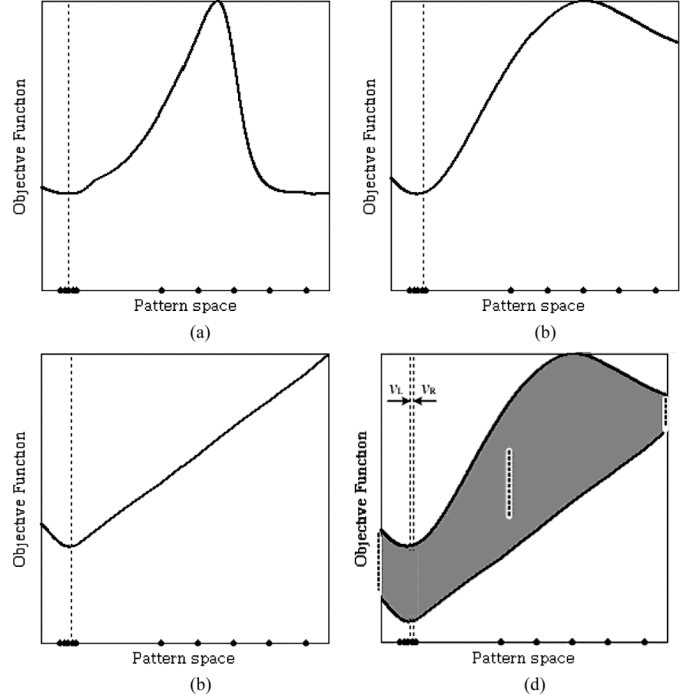 Objective Function
Pattern space
(a)
Objective Function
Pattern space
(b)
Objective Function
Pattern space
(b)
Objective Function
vL
vR
Pattern space
(d)